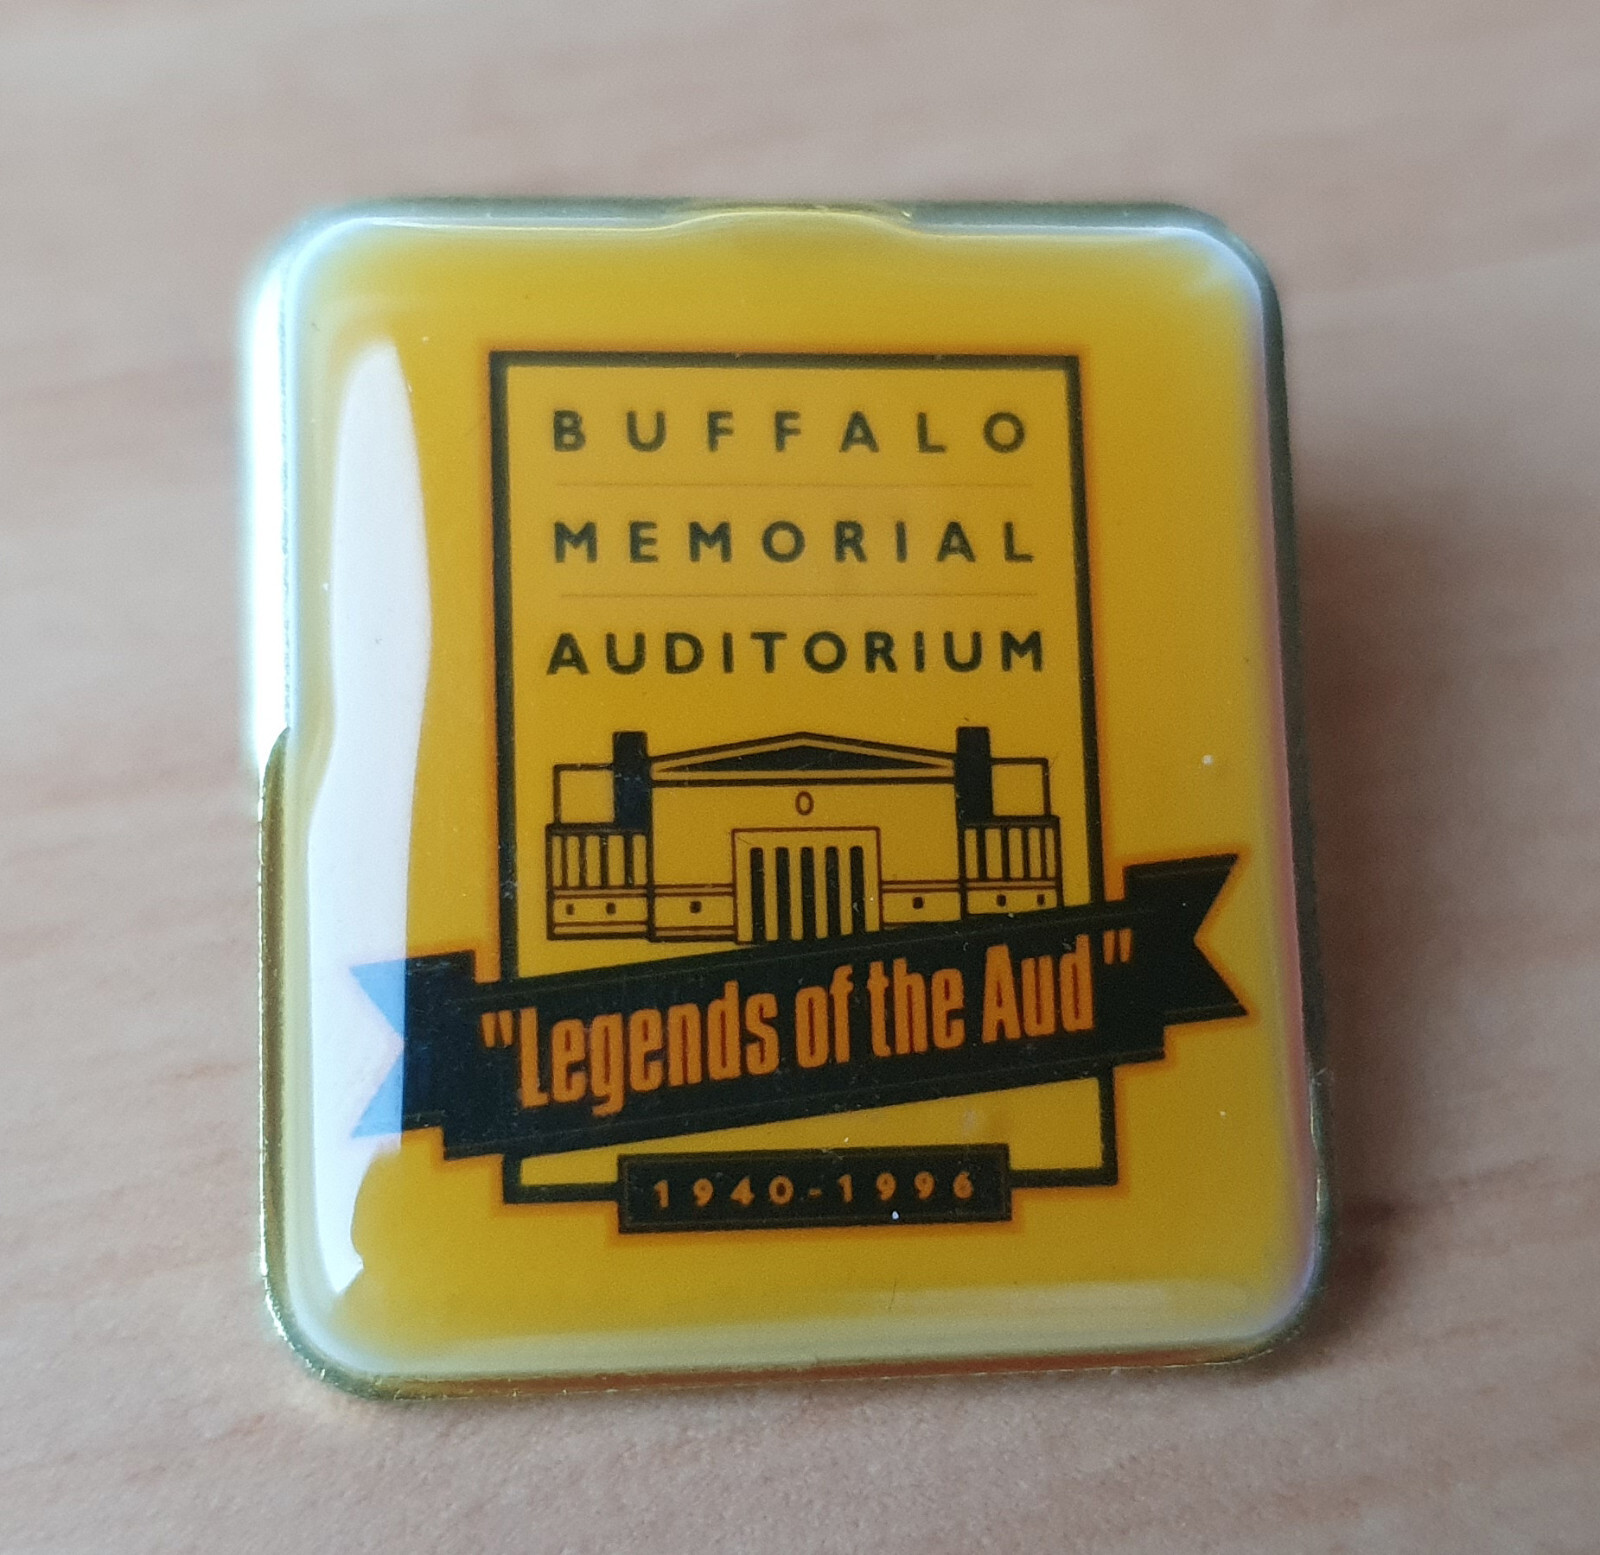 BUFFALO
MEMORIAL
AUDITORIUM
"Legends of the Aud"
1940-1996